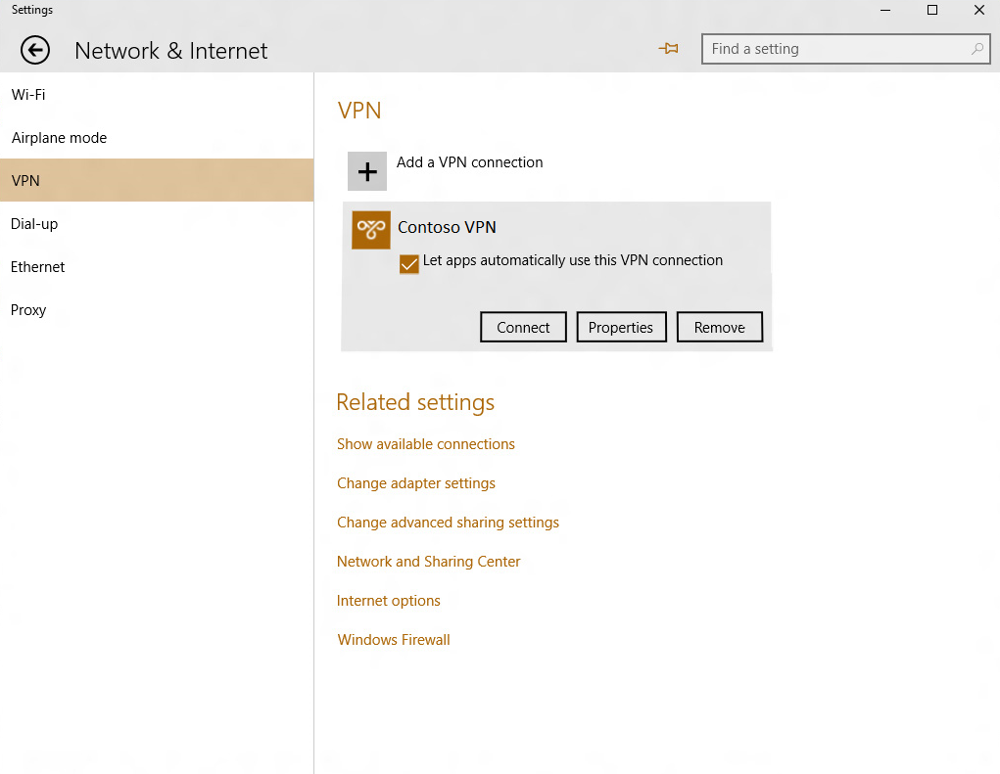 Settings
Network & Internet
Find a setting
Wi-Fi
Airplane mode
VPN
Dial-up
Ethernet
Proxy
VPN
Add a VPN connection
Contoso VPN
Let apps automatically use this VPN connection
Connect Properties Remove
Related settings
Show available connections
Change adapter settings
Change advanced sharing settings
Network and Sharing Center
Internet options
Windows Firewall